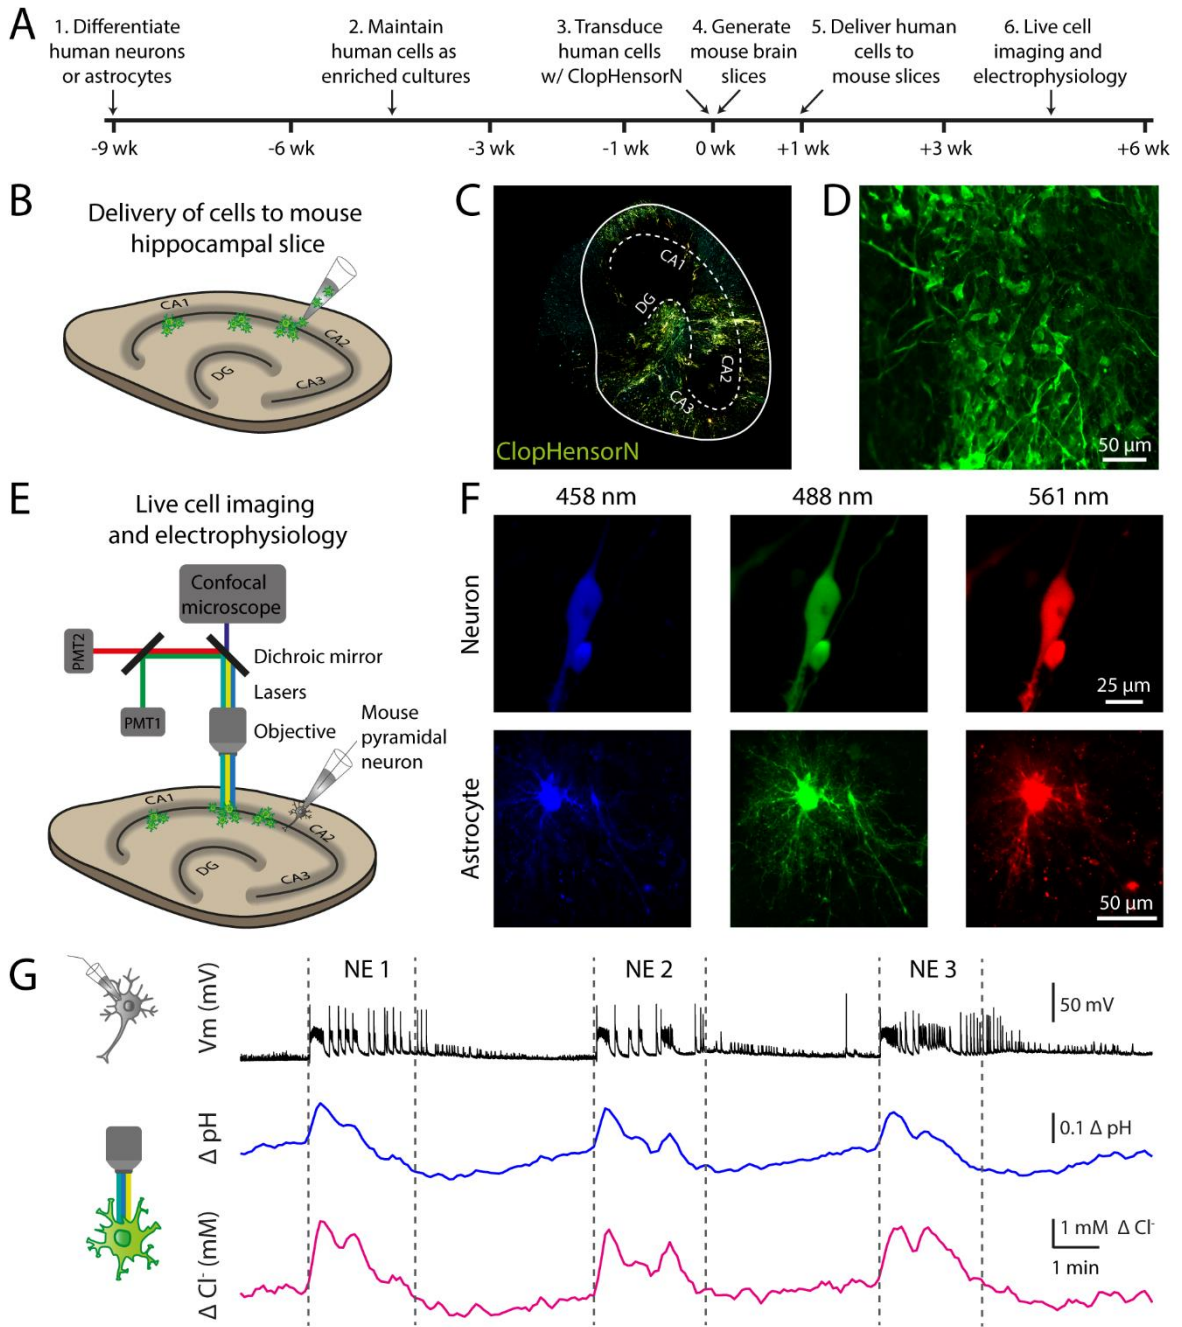 A
1. Differentiate
human neurons
or astrocytes
2. Maintain
human cells as
enriched cultures
3. Transduce
human cells
w/ ClopHensorN
4. Generate
mouse brain
slices
5. Deliver human
cells to
mouse slices
6. Live cell
imaging and
electrophysiology
-9 wk
-6 wk
-3 wk
-1 wk
0 wk
+1 wk
+3 wk
+6 wk
B
Delivery of cells to mouse
hippocampal slice
CA1
CA2
DG
CA3
C
CA1
DG
CA2
CA3
ClopHensorN
D
50 µm
E
Live cell imaging
and electrophysiology
Confocal
microscope
PMT2
Dichroic mirror
Lasers
PMT1
Objective
Mouse
pyramidal
neuron
CA1
CA2
DG
CA3
F
458 nm
488 nm
561 nm
Neuron
25 µm
Astrocyte
50 µm
G
Vm (mV)
NE 1
NE 2
NE 3
50 mV
Δ pH
0.1 Δ pH
Δ Cl⁻ (mM)
1 mM Δ Cl⁻
1 min